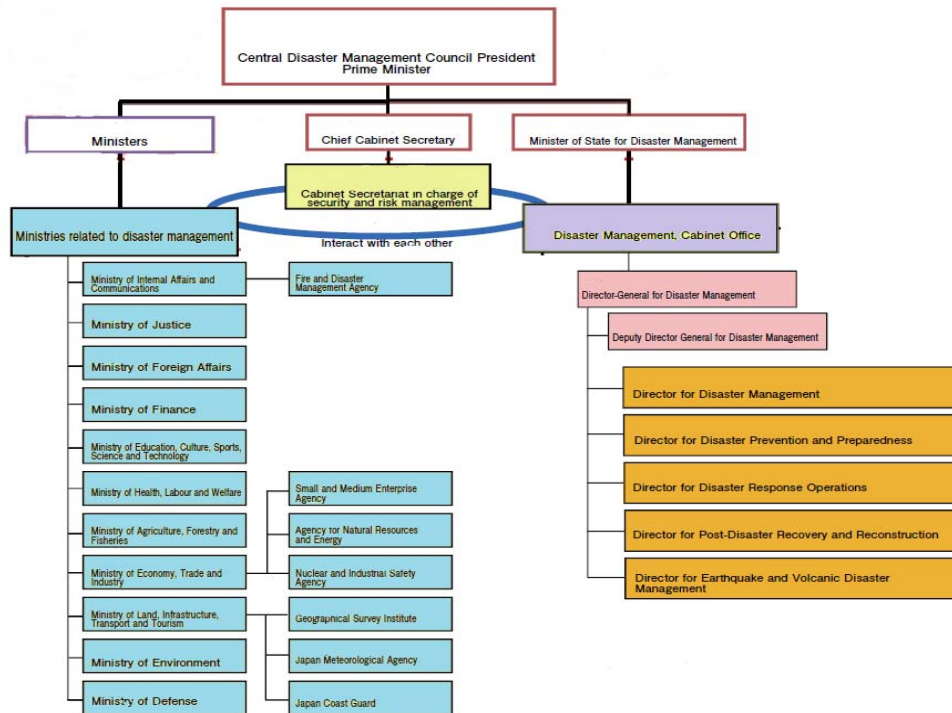 Central Disaster Management Council President
Prime Minister
Ministers
Chief Cabinet Secretary
Minister of State for Disaster Management
Cabinet Secretariat in charge of
security and risk management
Ministries related to disaster management
Interact with each other
Disaster Management, Cabinet Office
Ministry of Internal Affairs and
Communications
Fire and Disaster
Management Agency
Ministry of Justice
Ministry of Foreign Affairs
Ministry of Finance
Ministry of Education, Culture, Sports,
Science and Technology
Ministry of Health, Labour and Welfare
Small and Medium Enterprise
Agency
Ministry of Agriculture, Forestry and
Fisheries
Agency for Natural Resources
and Energy
Ministry of Economy, Trade and
Industry
Nuclear and Industrial Safety
Agency
Ministry of Land, Infrastructure,
Transport and Tourism
Geographical Survey Institute
Ministry of Environment
Japan Meteorological Agency
Ministry of Defense
Japan Coast Guard
Director-General for Disaster Management
Deputy Director General for Disaster Management
Director for Disaster Management
Director for Disaster Prevention and Preparedness
Director for Disaster Response Operations
Director for Post-Disaster Recovery and Reconstruction
Director for Earthquake and Volcanic Disaster
Management